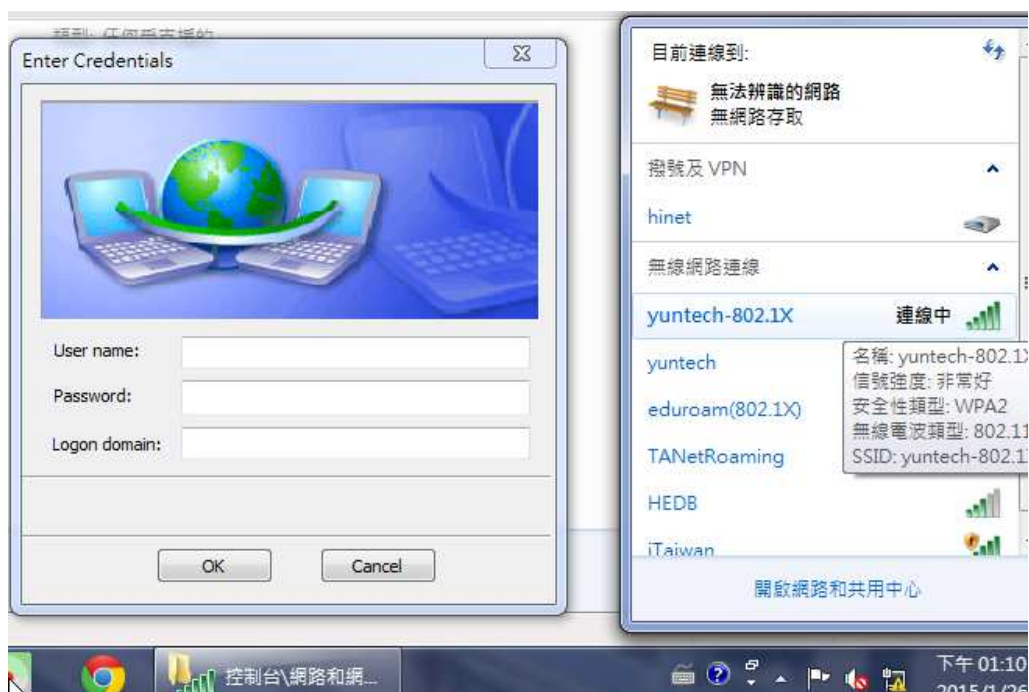 Enter Credentials
User name:
Password:
Logon domain:
OK
Cancel
目前連線到:
無法辨識的網路
無網路存取
撥號及 VPN
hinet
無線網路連線
yuntech-802.1X
連線中
yuntech
eduroam(802.1X)
TANetRoaming
HEDB
iTaiwan
名稱: yuntech-802.1X
信號強度: 非常好
安全性類型: WPA2
無線電波類型: 802.11
SSID: yuntech-802.1
開啟網路和共用中心
控制台\網路和網...
下午 01:10
2015/1/26